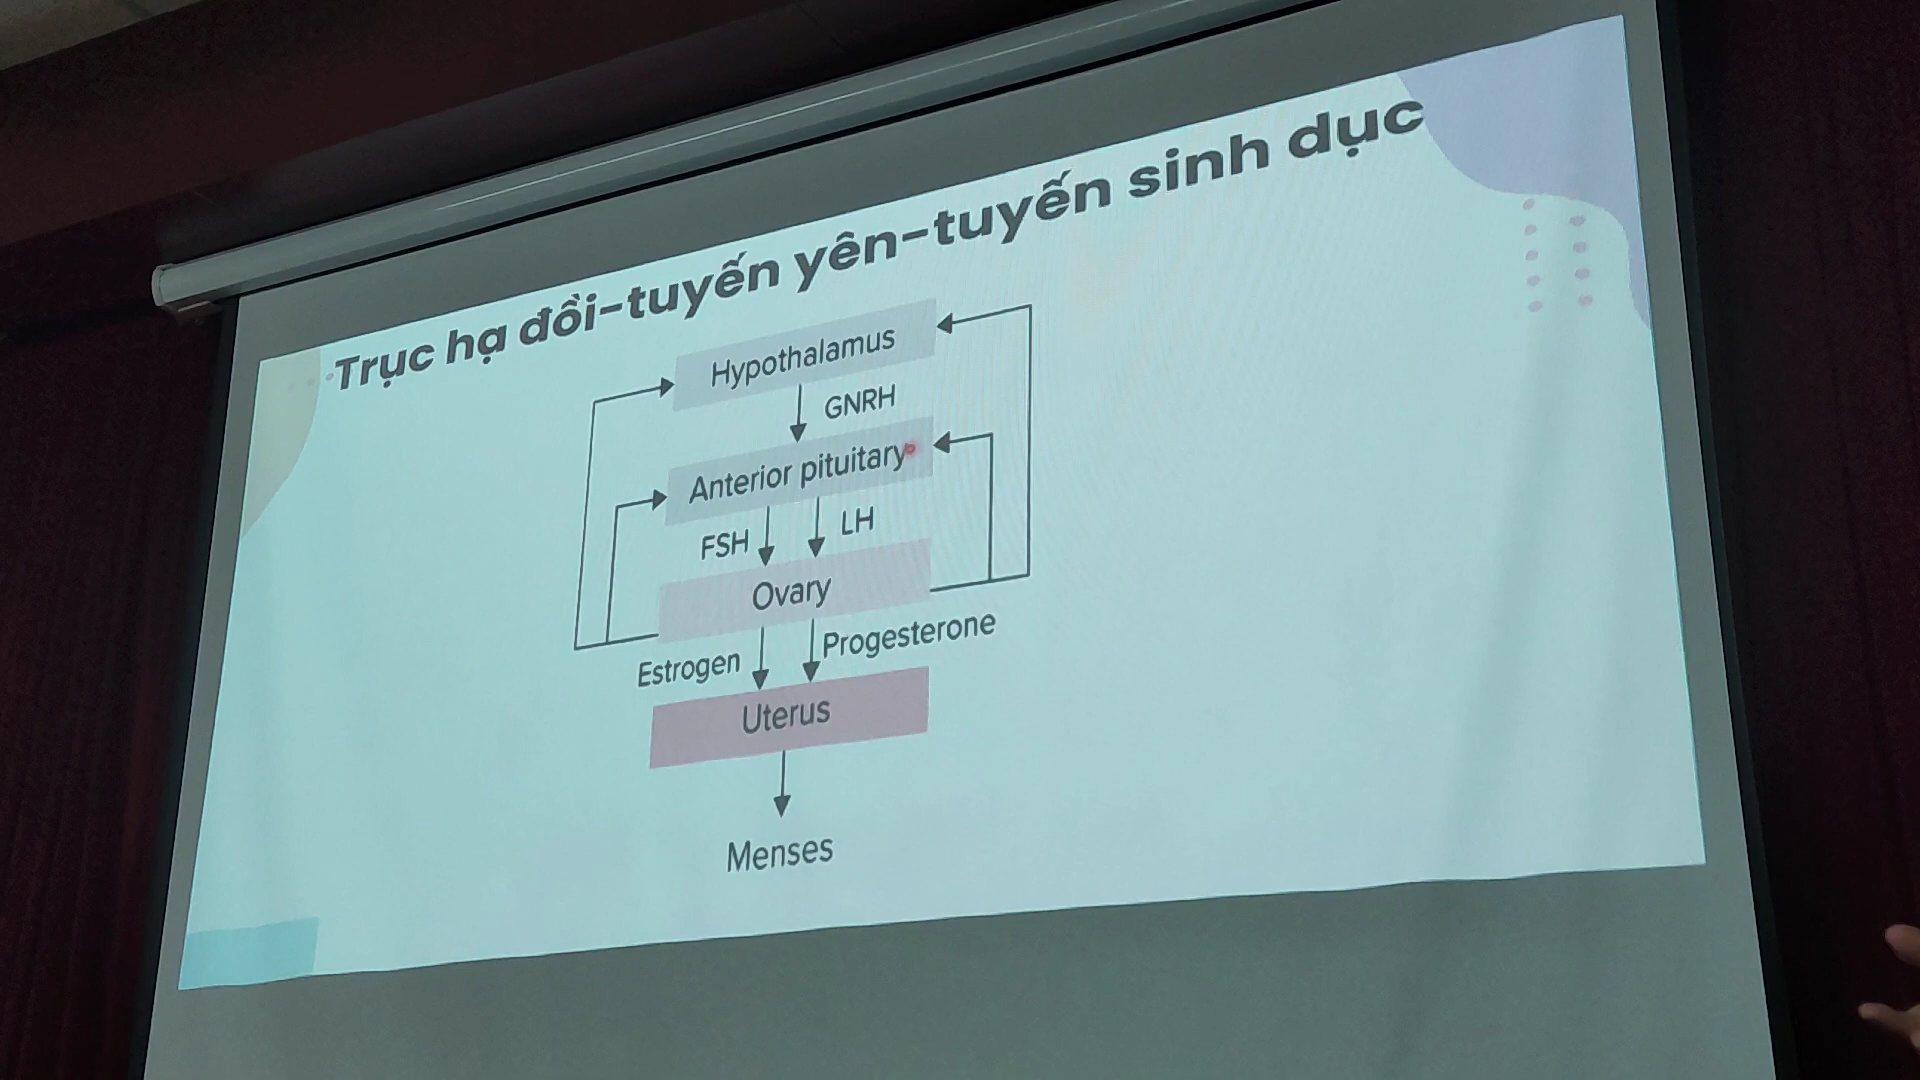 Trục hạ đồi-tuyến yên-tuyến sinh dục
Hypothalamus
GNRH
Anterior pituitary
FSH
LH
Ovary
Estrogen
Progesterone
Uterus
Menses